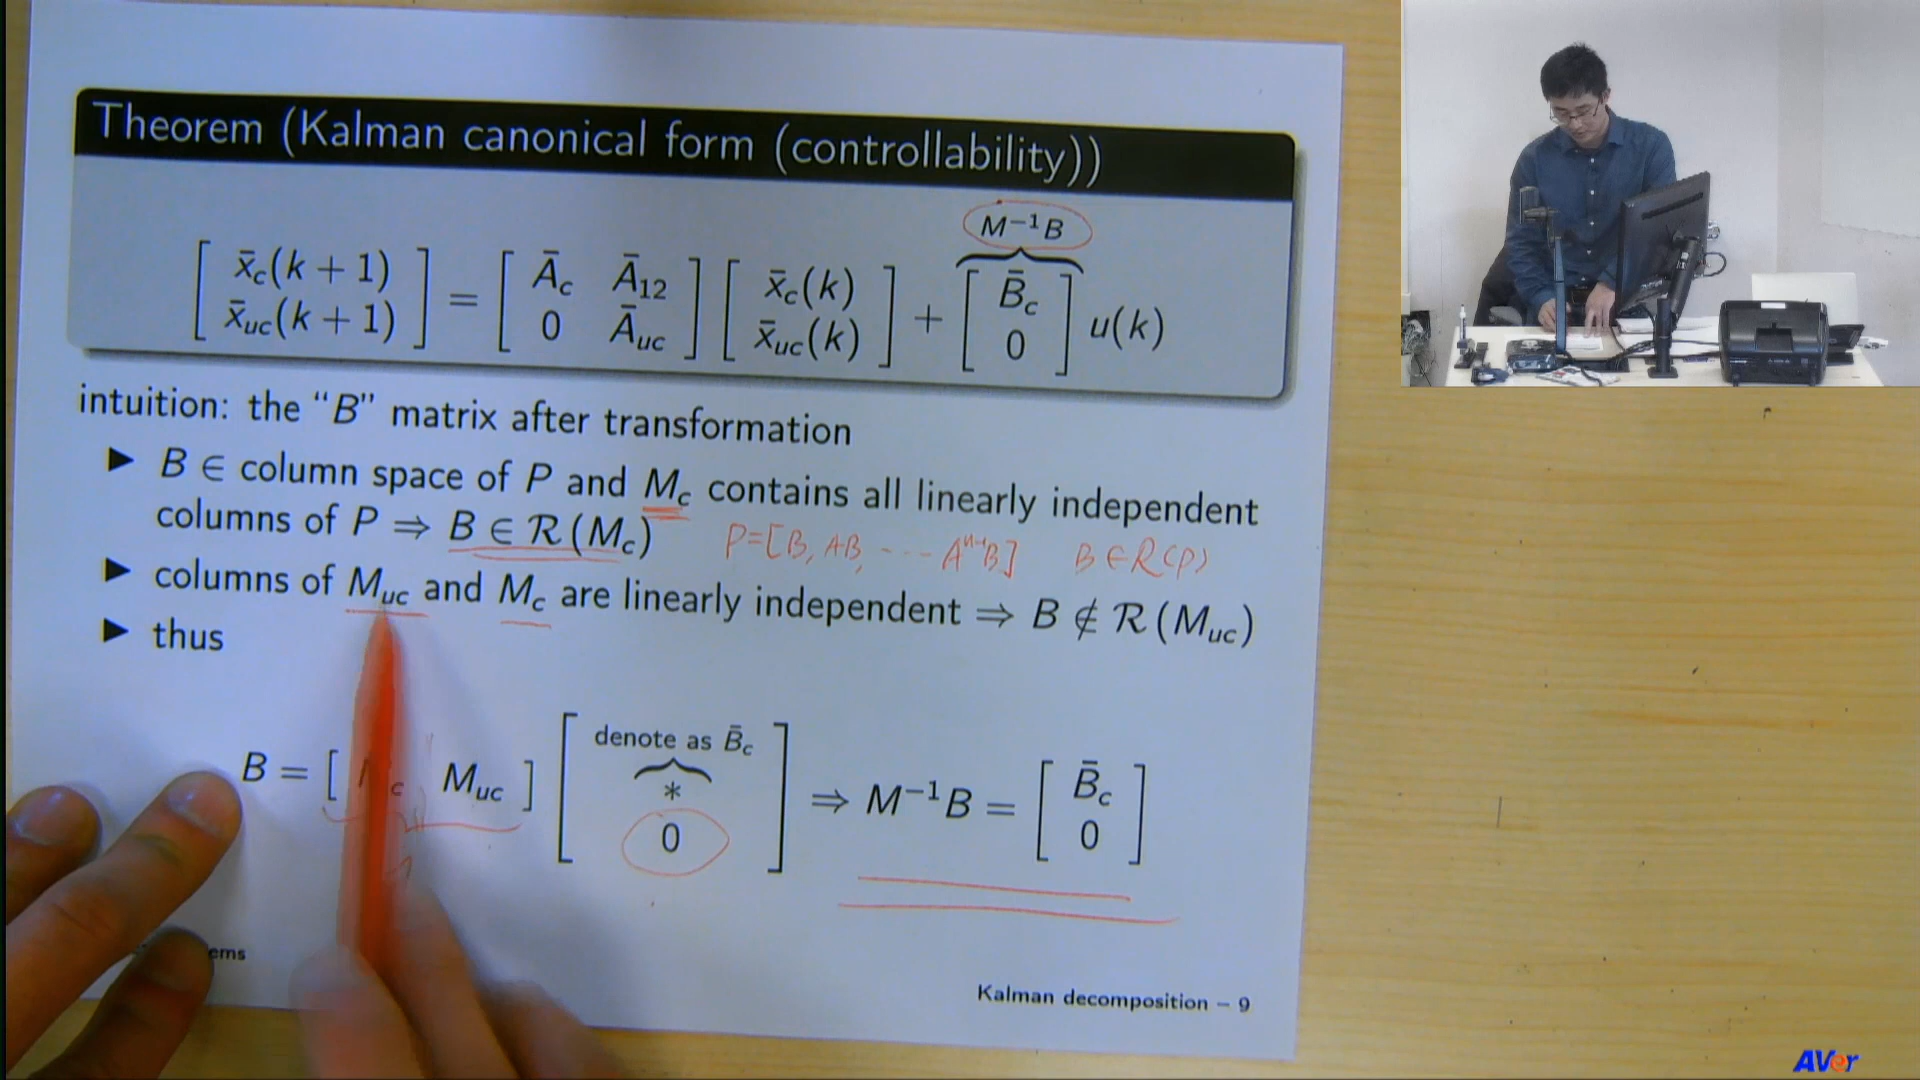 Theorem (Kalman canonical form (controllability))
M⁻¹B
[ x̄c(k + 1) ; x̄uc(k + 1) ] = [ Āc Ā12 ; 0 Āuc ] [ x̄c(k) ; x̄uc(k) ] + [ B̄c ; 0 ] u(k)
intuition: the “B” matrix after transformation
▶ B ∈ column space of P and Mc contains all linearly independent
columns of P ⇒ B ∈ R(Mc) P=[B, AB, ---- Aⁿ⁻¹B] B∈R(P)
▶ columns of Muc and Mc are linearly independent ⇒ B ∉ R(Muc)
▶ thus
denote as B̄c
B = [ c Muc ] [ * ; 0 ] ⇒ M⁻¹B = [ B̄c ; 0 ]
Kalman decomposition – 9
AVer